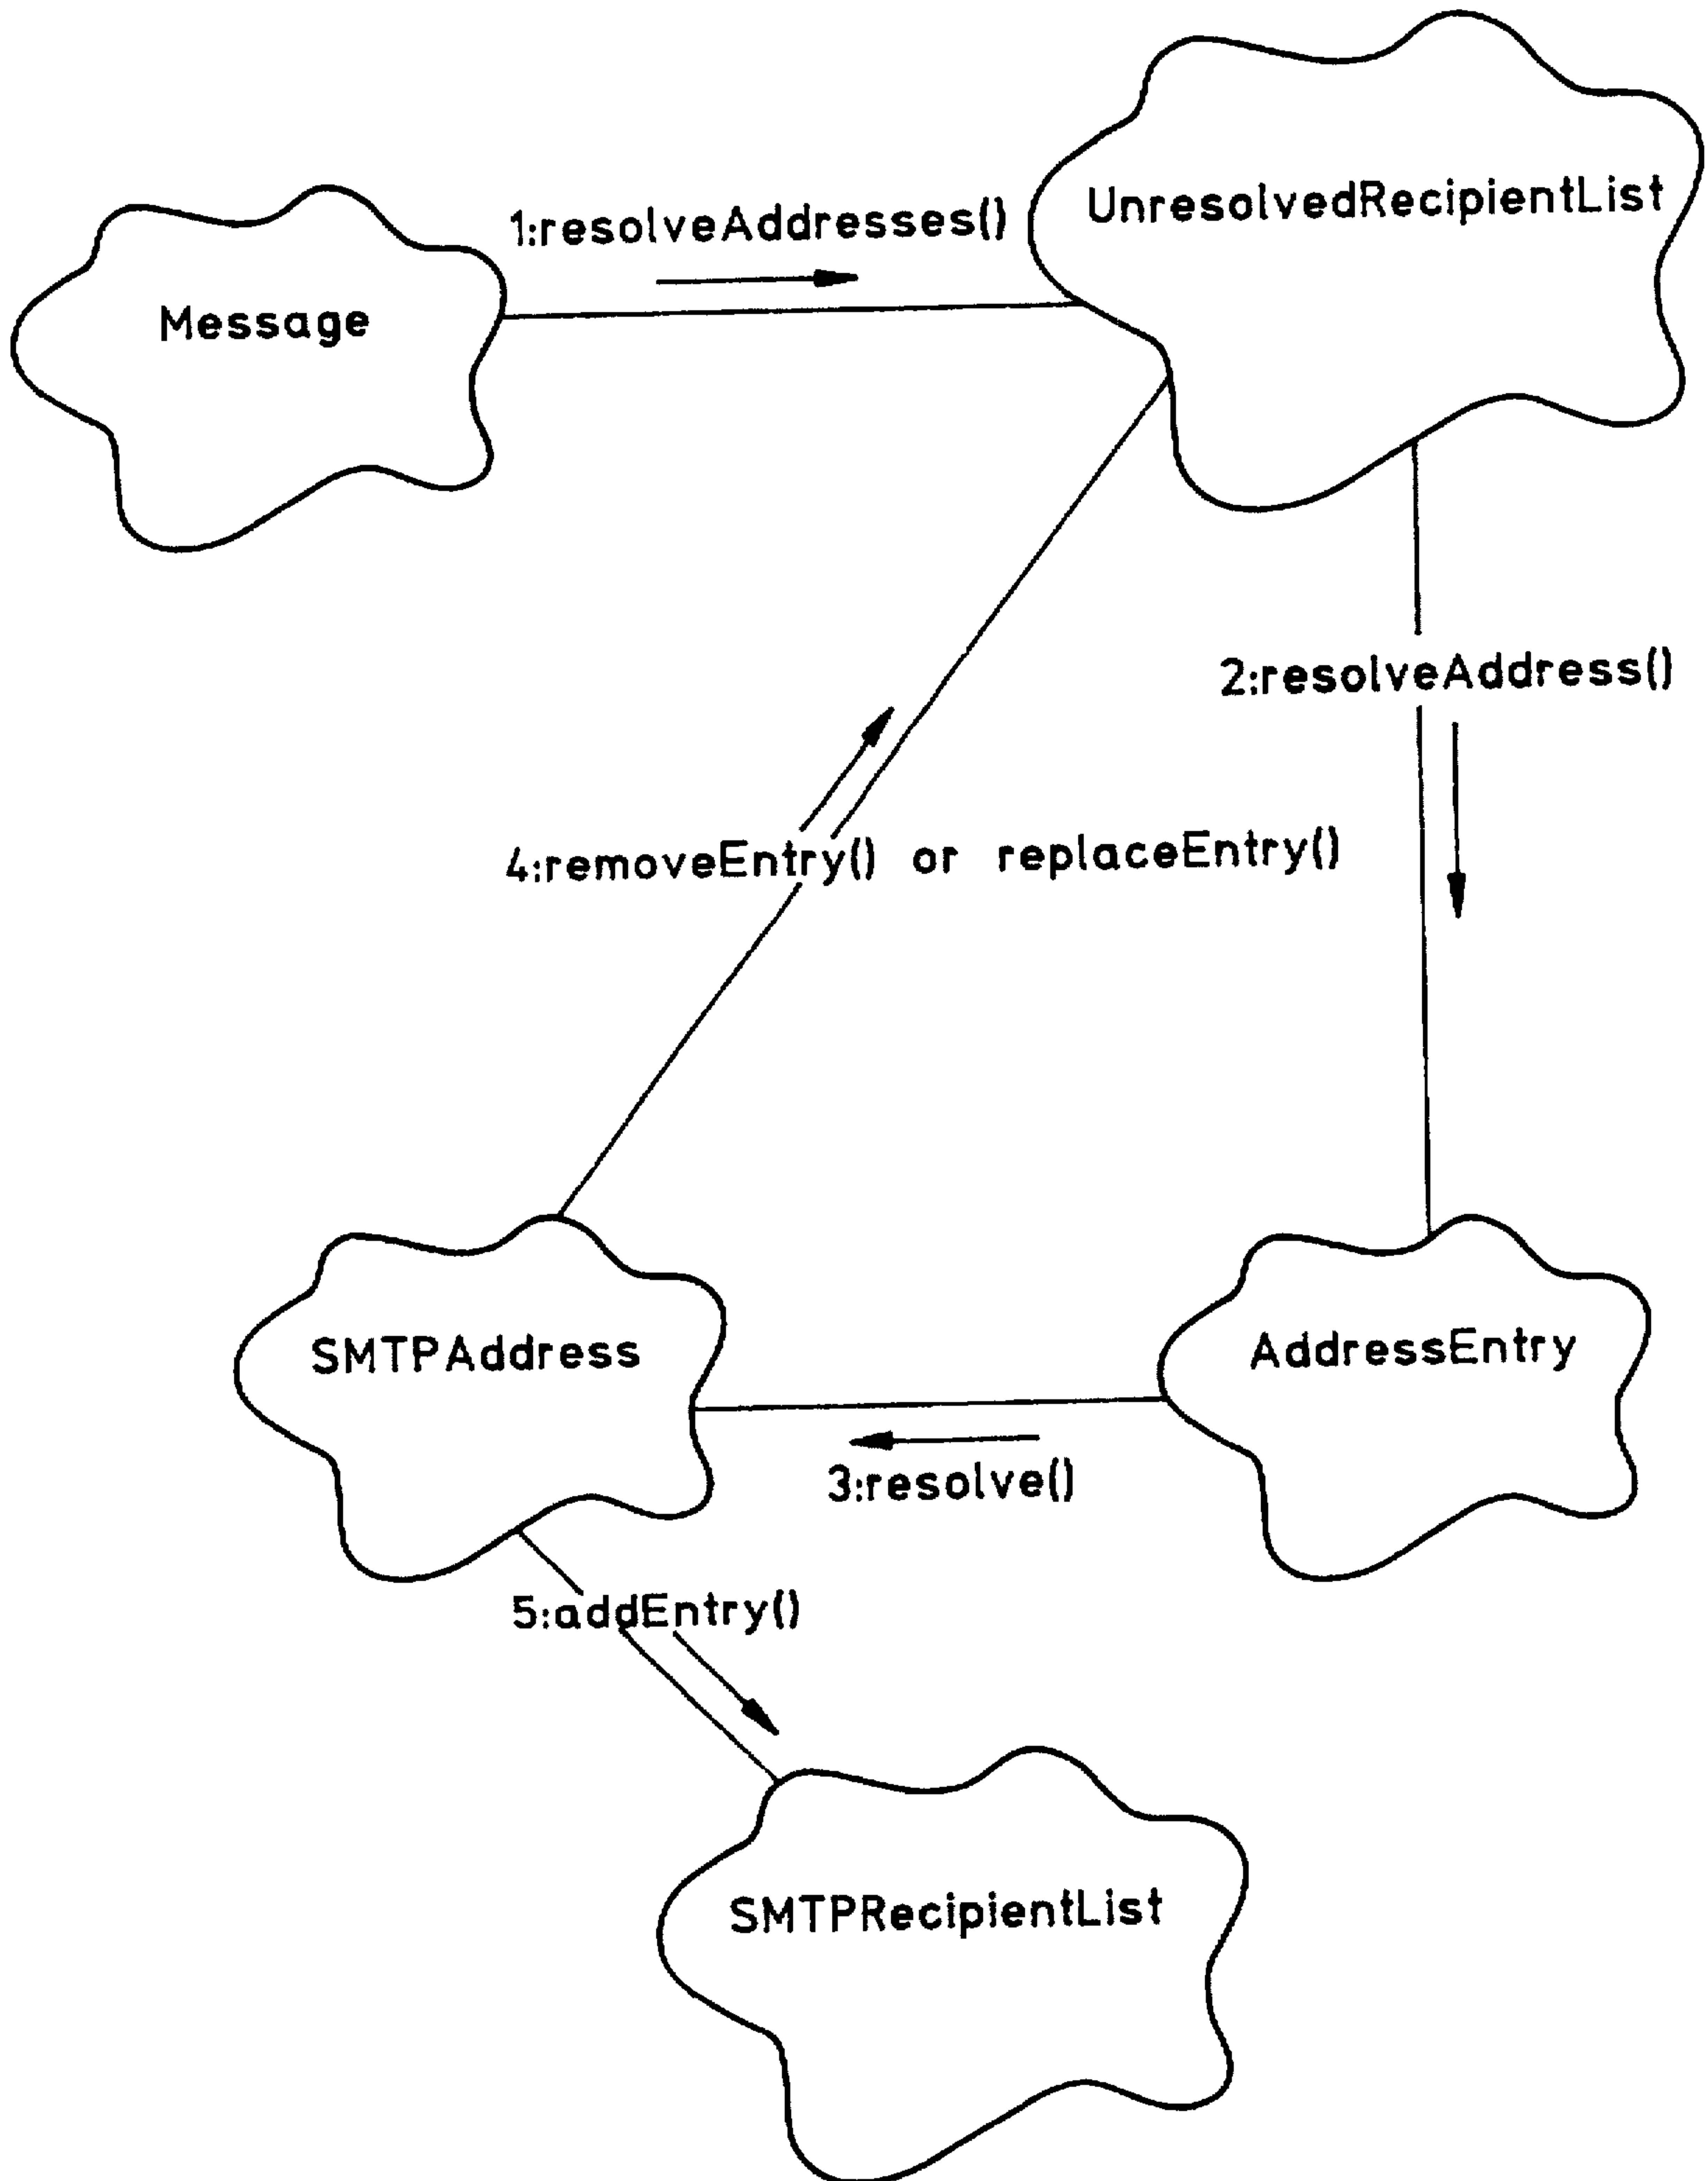 UnresolvedRecipientList
1:resolveAddresses()
Message
2:resolveAddress()
4:removeEntry() or replaceEntry()
SMTPAddress
AddressEntry
3:resolve()
5:addEntry()
SMTPRecipientList